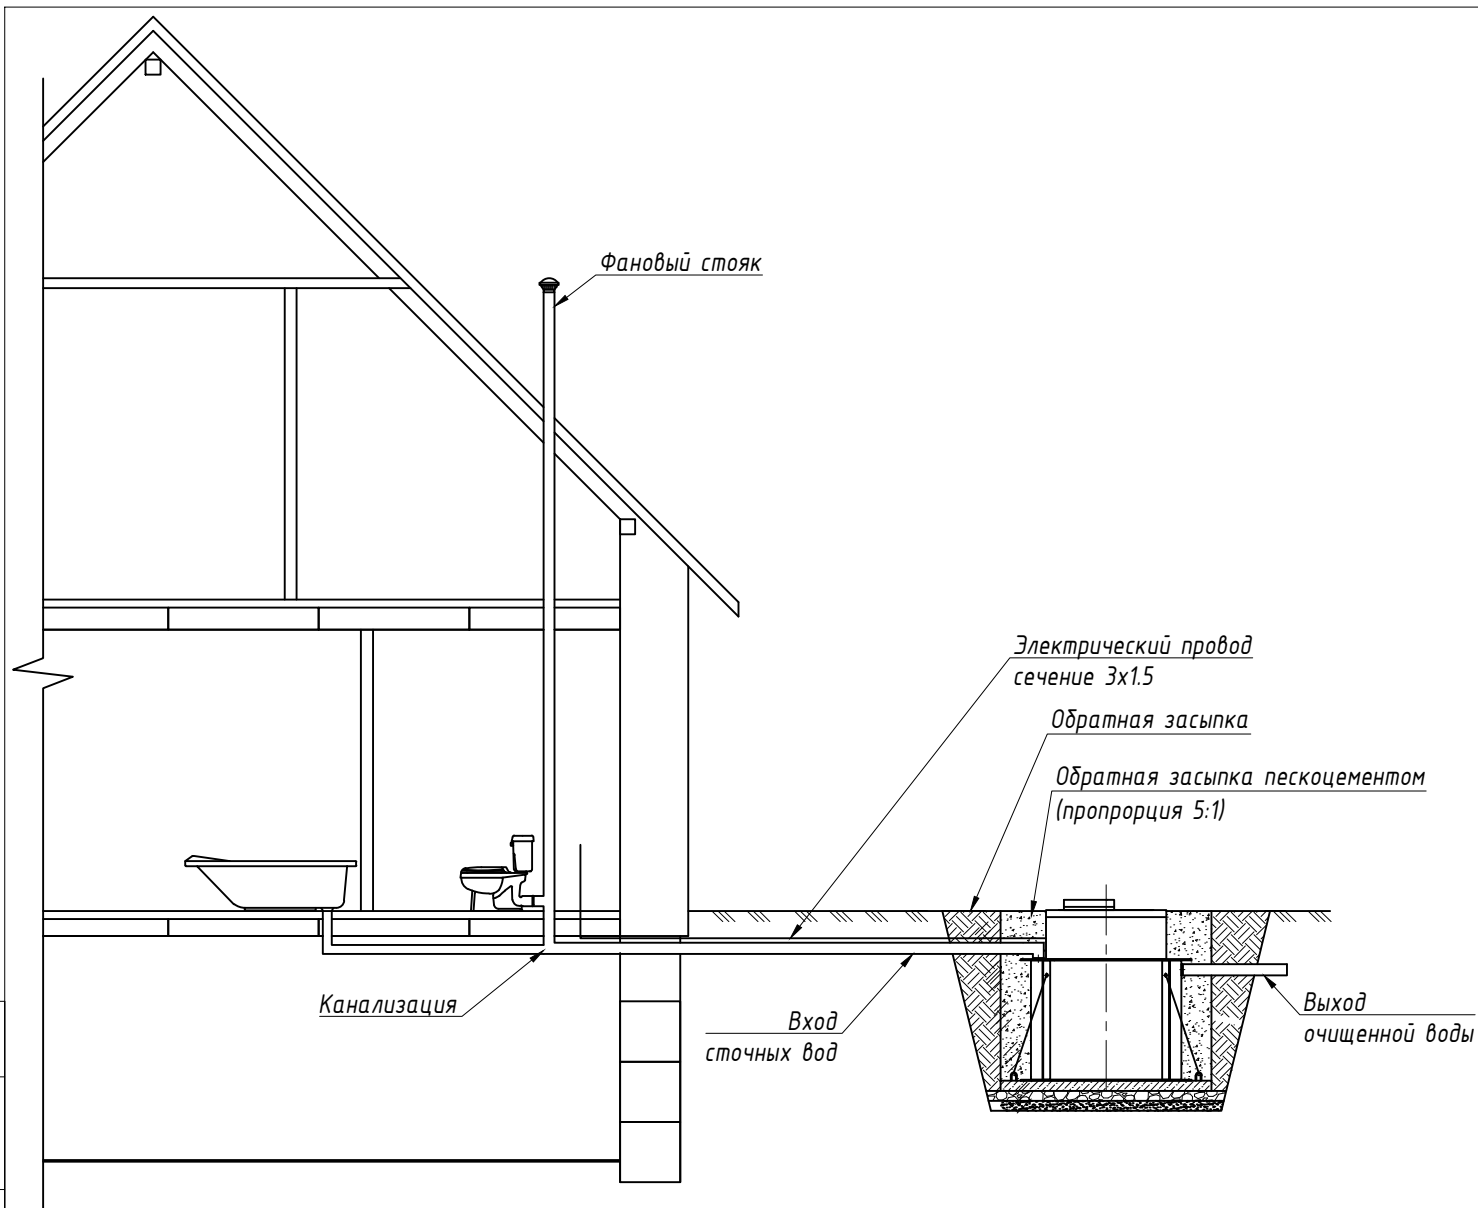 Фановый стояк
Электрический провод
сечение 3х1.5
Обратная засыпка
Обратная засыпка пескоцементом
(пропрорция 5:1)
Канализация
Вход
сточных вод
Выход
очищенной воды